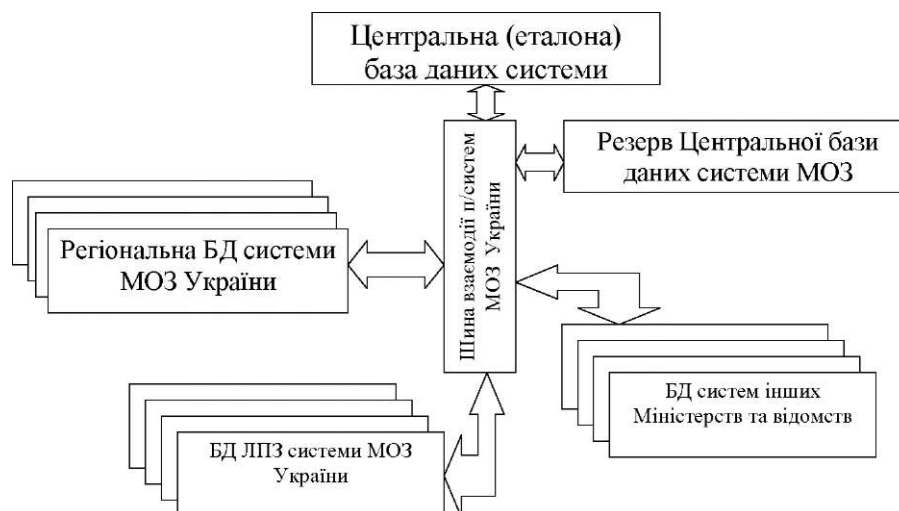 Центральна (еталона)
база даних системи
Резерв Центральної бази
даних системи МОЗ
Шина взаємодії п/систем
МОЗ України
Регіональна БД системи
МОЗ України
БД систем інших
Міністерств та відомств
БД ЛПЗ системи МОЗ
України